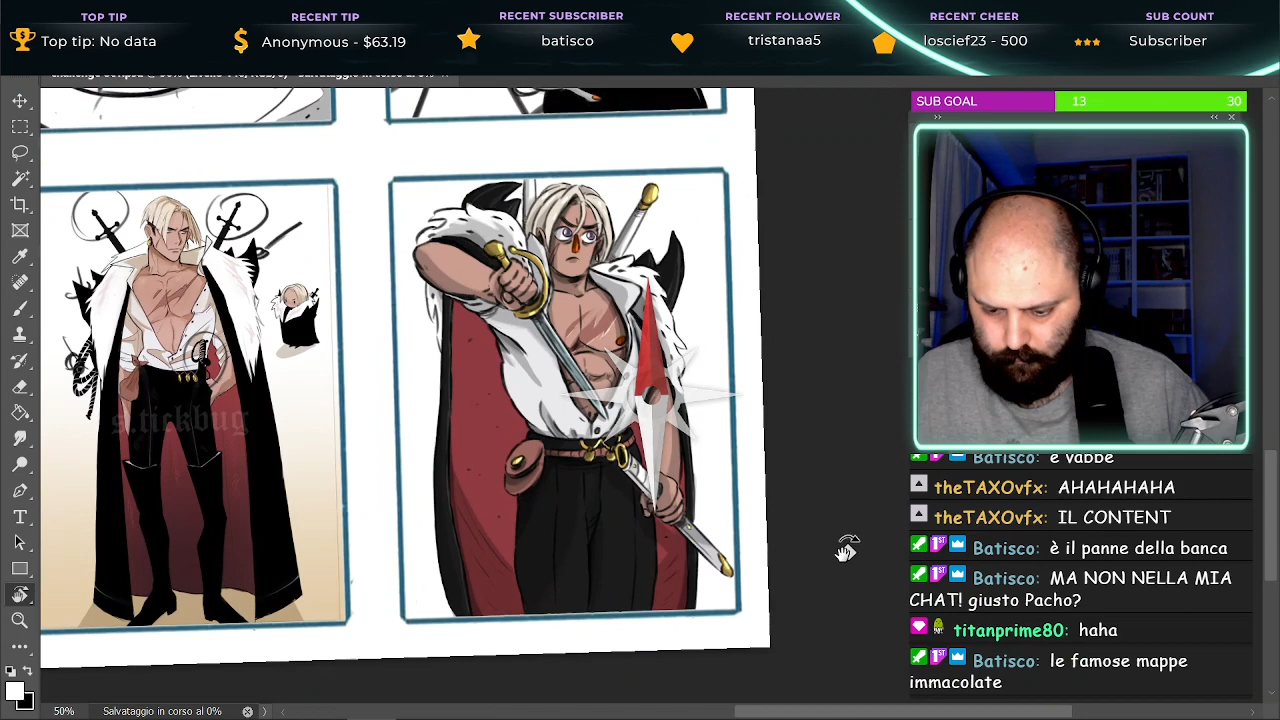 TOP TIP
Top tip: No data
RECENT TIP
Anonymous - $63.19
RECENT SUBSCRIBER
batisco
RECENT FOLLOWER
tristanaa5
RECENT CHEER
loscief23 - 500
SUB COUNT
Subscriber
SUB GOAL
13
30
s.tickbug
Batisco: e vabbè
theTAXOvfx: AHAHAHAHA
theTAXOvfx: IL CONTENT
Batisco: è il panne della banca
Batisco: MA NON NELLA MIA
CHAT! giusto Pacho?
titanprime80: haha
Batisco: le famose mappe
immacolate
50%
Salvataggio in corso al 0%